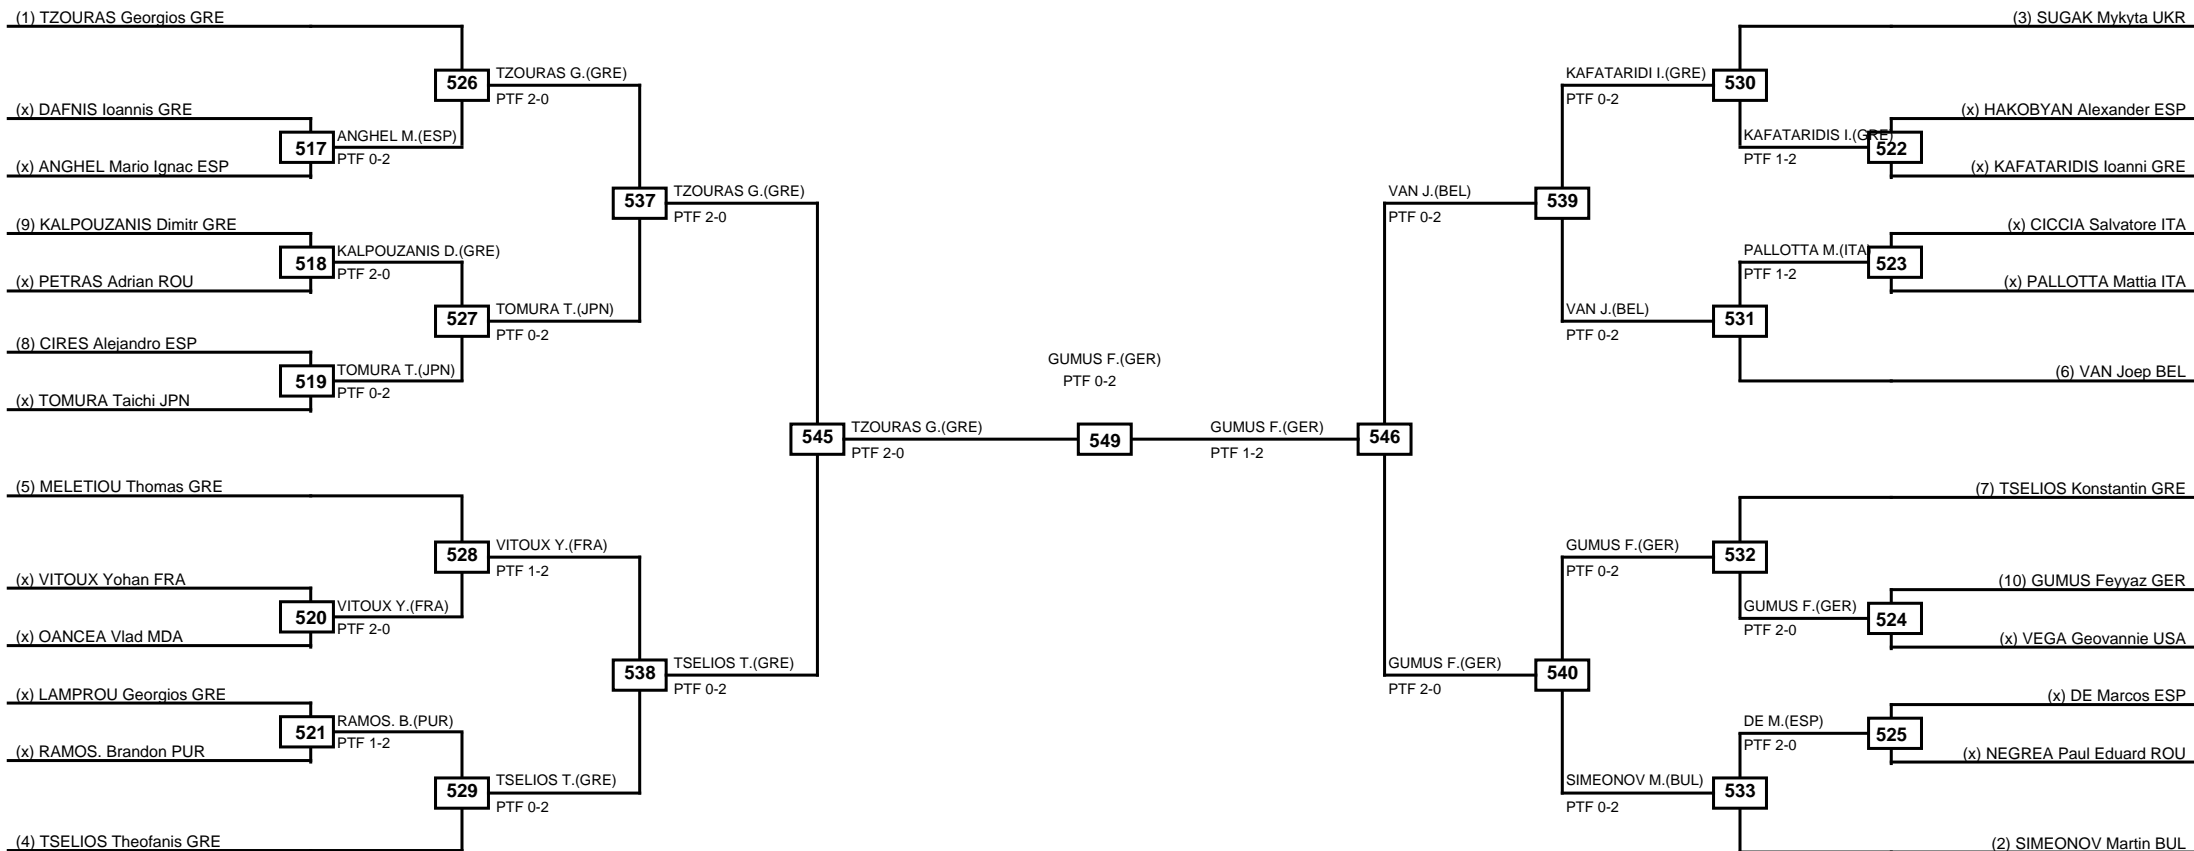 (1) TZOURAS Georgios GRE
(3) SUGAK Mykyta UKR
526
TZOURAS G.(GRE)
PTF 2-0
KAFATARIDI I.(GRE)
PTF 0-2
530
(x) DAFNIS Ioannis GRE
(x) HAKOBYAN Alexander ESP
517
ANGHEL M.(ESP)
PTF 0-2
KAFATARIDIS I.(GRE)
PTF 1-2
522
(x) ANGHEL Mario Ignac ESP
(x) KAFATARIDIS Ioanni GRE
537
TZOURAS G.(GRE)
PTF 2-0
VAN J.(BEL)
PTF 0-2
539
(9) KALPOUZANIS Dimitr GRE
(x) CICCIA Salvatore ITA
518
KALPOUZANIS D.(GRE)
PTF 2-0
PALLOTTA M.(ITA)
PTF 1-2
523
(x) PETRAS Adrian ROU
(x) PALLOTTA Mattia ITA
527
TOMURA T.(JPN)
PTF 0-2
VAN J.(BEL)
PTF 0-2
531
(8) CIRES Alejandro ESP
519
TOMURA T.(JPN)
PTF 0-2
GUMUS F.(GER)
PTF 0-2
(6) VAN Joep BEL
(x) TOMURA Taichi JPN
545
TZOURAS G.(GRE)
PTF 2-0
549
GUMUS F.(GER)
PTF 1-2
546
(5) MELETIOU Thomas GRE
(7) TSELIOS Konstantin GRE
528
VITOUX Y.(FRA)
PTF 1-2
GUMUS F.(GER)
PTF 0-2
532
(x) VITOUX Yohan FRA
(10) GUMUS Feyyaz GER
520
VITOUX Y.(FRA)
PTF 2-0
GUMUS F.(GER)
PTF 2-0
524
(x) OANCEA Vlad MDA
(x) VEGA Geovannie USA
538
TSELIOS T.(GRE)
PTF 0-2
GUMUS F.(GER)
PTF 2-0
540
(x) LAMPROU Georgios GRE
(x) DE Marcos ESP
521
RAMOS. B.(PUR)
PTF 1-2
DE M.(ESP)
PTF 2-0
525
(x) RAMOS. Brandon PUR
(x) NEGREA Paul Eduard ROU
529
TSELIOS T.(GRE)
PTF 0-2
SIMEONOV M.(BUL)
PTF 0-2
533
(4) TSELIOS Theofanis GRE
(2) SIMEONOV Martin BUL